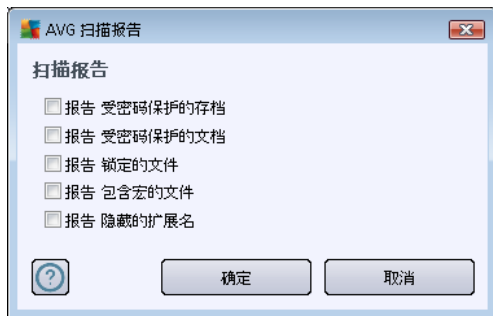 AVG 扫描报告
扫描报告
报告 受密码保护的存档
报告 受密码保护的文档
报告 锁定的文件
报告 包含宏的文件
报告 隐藏的扩展名
?
确定
取消